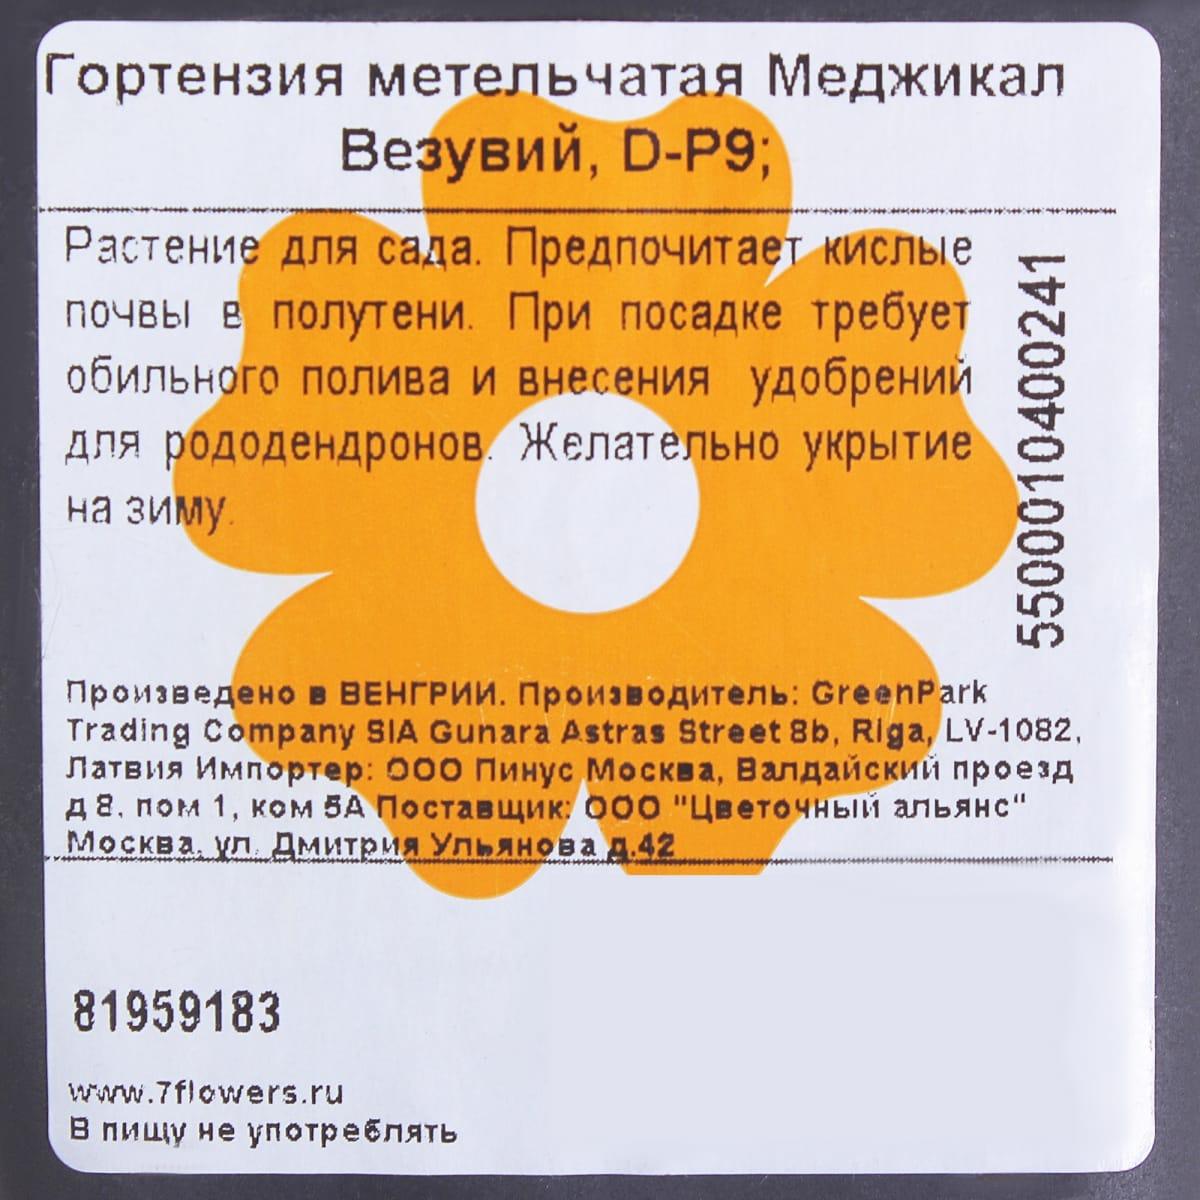 Гортензия метельчатая Меджикал
Везувий, D-P9;
Растение для сада. Предпочитает кислые
почвы в полутени. При посадке требует
обильного полива и внесения удобрений
для рододендронов. Желательно укрытие
на зиму.
5500010400241
Произведено в ВЕНГРИИ. Производитель: GreenPark
Trading Company SIA Gunara Astras Street 8b, Riga, LV-1082,
Латвия Импортер: ООО Пинус Москва, Валдайский проезд
д 8, пом 1, ком 5А Поставщик: ООО "Цветочный альянс"
Москва, ул. Дмитрия Ульянова д.42
81959183
www.7flowers.ru
В пищу не употреблять